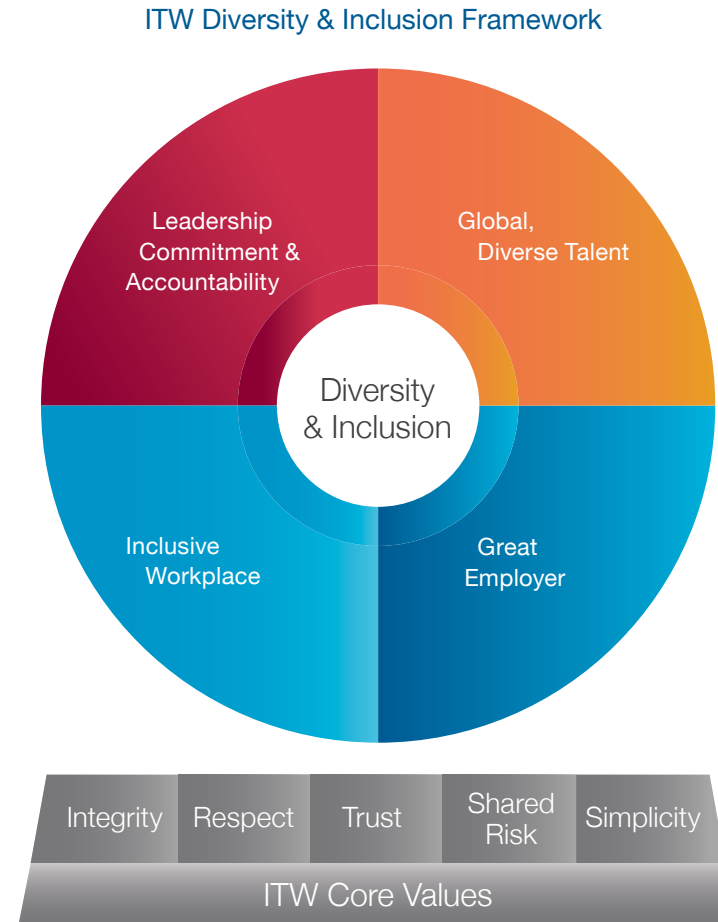 ITW Diversity & Inclusion Framework
Leadership
Commitment &
Accountability
Global,
Diverse Talent
Diversity
& Inclusion
Inclusive
Workplace
Great
Employer
Integrity
Respect
Trust
Shared
Risk
Simplicity
ITW Core Values